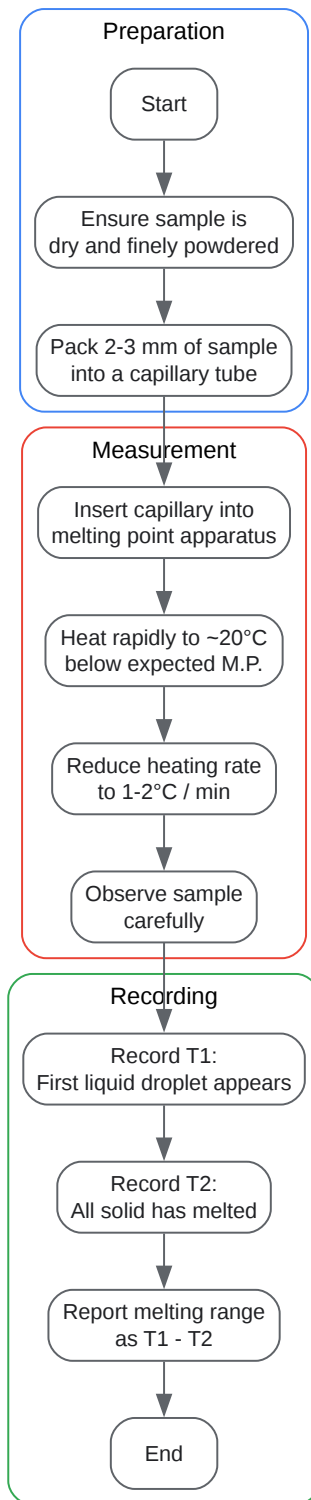 Preparation
Start
Ensure sample is
dry and finely powdered
Pack 2-3 mm of sample
into a capillary tube
Measurement
Insert capillary into
melting point apparatus
Heat rapidly to ~20°C
below expected M.P.
Reduce heating rate
to 1-2°C / min
Observe sample
carefully
Recording
Record T1:
First liquid droplet appears
Record T2:
All solid has melted
Report melting range
as T1 - T2
End